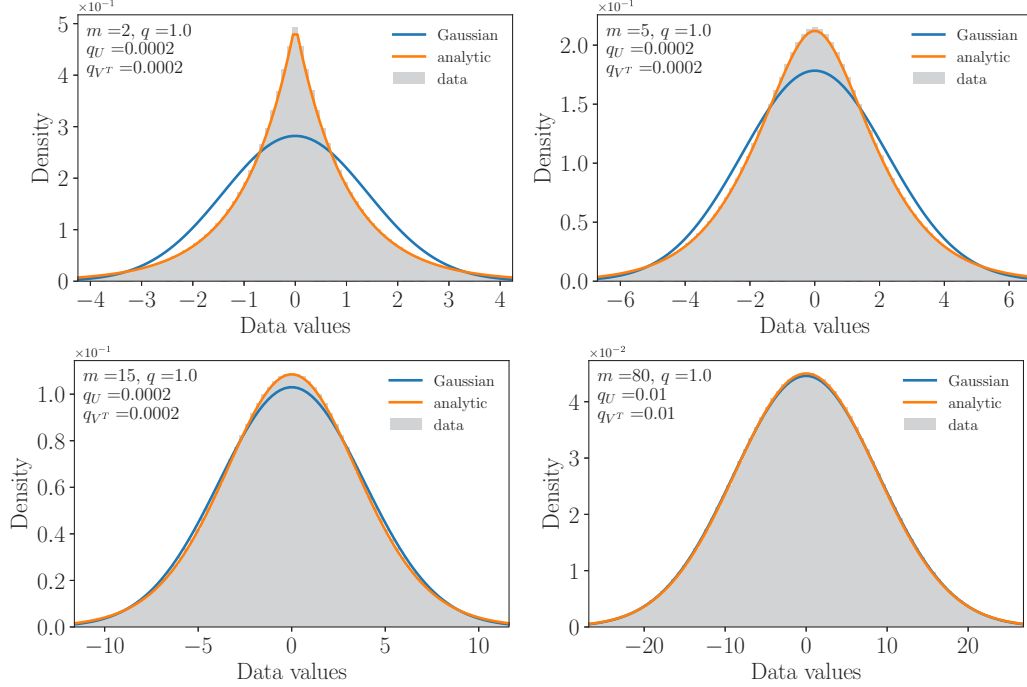 ×10⁻¹
m =2, q =1.0
q_U =0.0002
q_{V^T} =0.0002
Gaussian
analytic
data
5
4
3
2
1
0
Density
−4 −3 −2 −1 0 1 2 3 4
Data values
×10⁻¹
m =5, q =1.0
q_U =0.0002
q_{V^T} =0.0002
Gaussian
analytic
data
2.0
1.5
1.0
0.5
0.0
Density
−6 −4 −2 0 2 4 6
Data values
×10⁻¹
m =15, q =1.0
q_U =0.0002
q_{V^T} =0.0002
Gaussian
analytic
data
1.0
0.8
0.6
0.4
0.2
0.0
Density
−10 −5 0 5 10
Data values
×10⁻²
m =80, q =1.0
q_U =0.01
q_{V^T} =0.01
Gaussian
analytic
data
4
3
2
1
0
Density
−20 −10 0 10 20
Data values